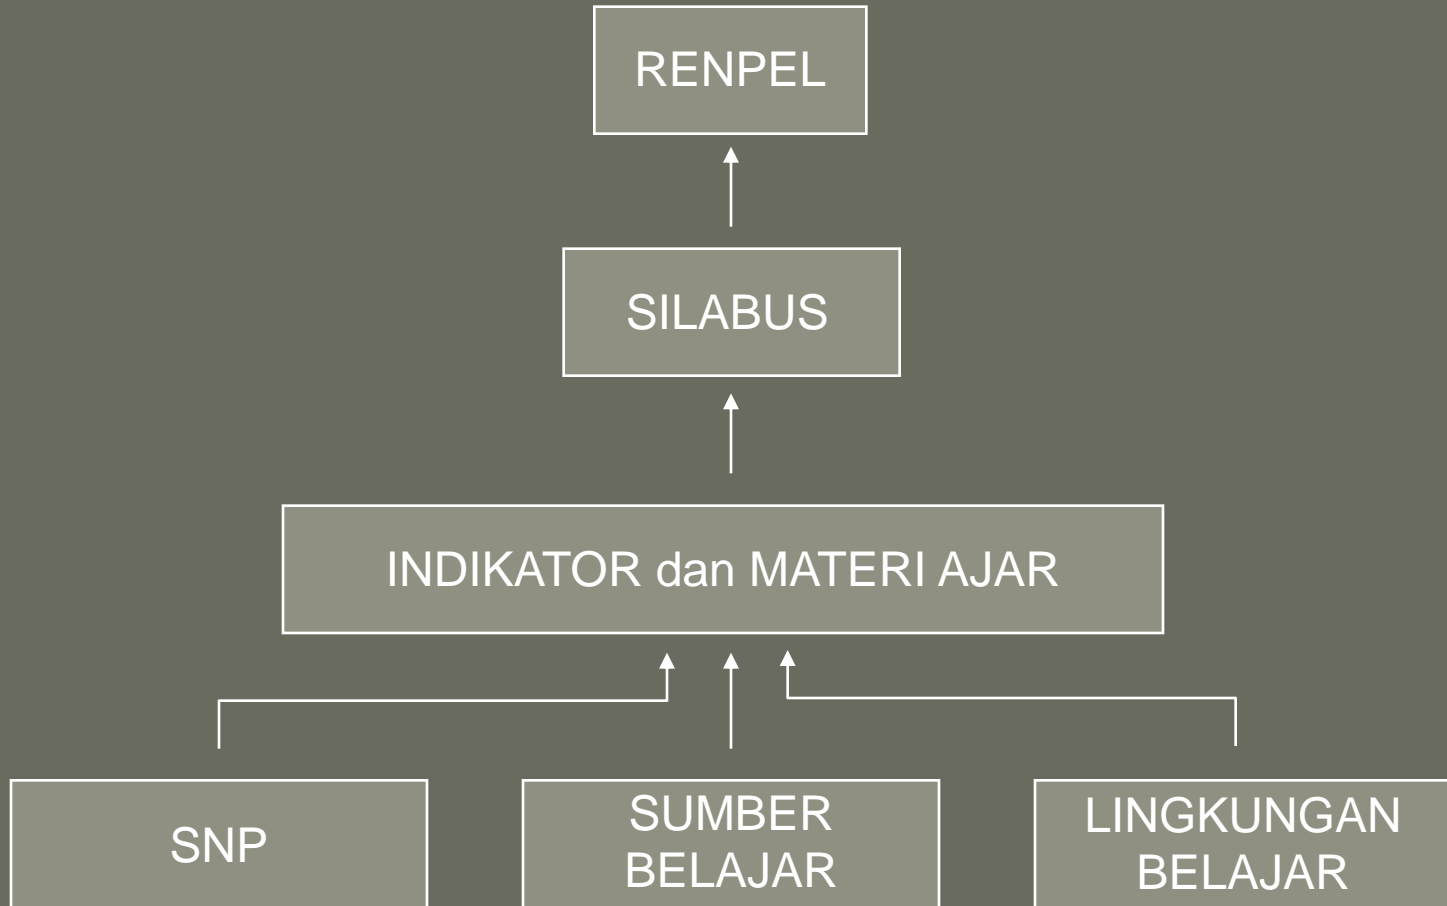 RENPEL
SILABUS
INDIKATOR dan MATERI AJAR
SNP
SUMBER
BELAJAR
LINGKUNGAN
BELAJAR